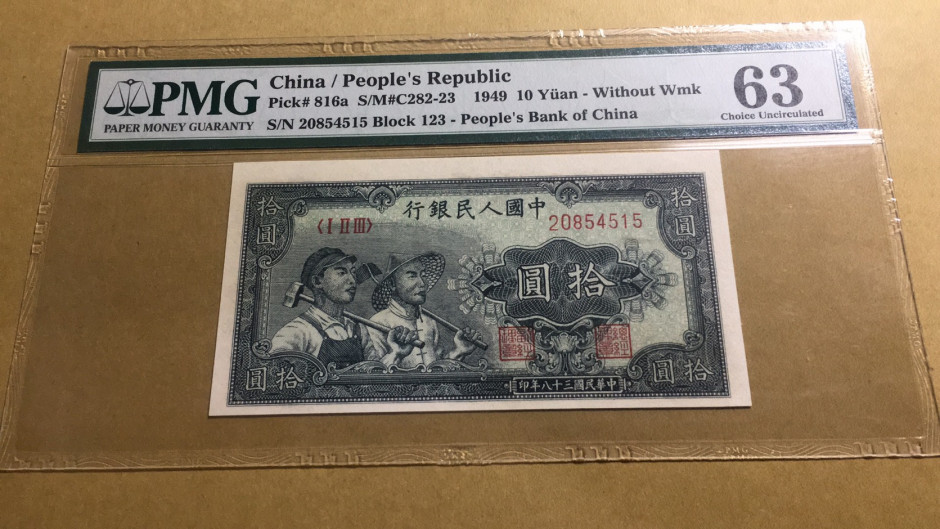 PMG
PAPER MONEY GUARANTY
China / People's Republic
Pick# 816a S/M#C282-23 1949 10 Yüan - Without Wmk
S/N 20854515 Block 123 - People's Bank of China
63
Choice Uncirculated
行銀民人國中
〈I II III〉
20854515
拾圓
拾圓
圓拾
圓拾
圓拾
印年八十三國民華中